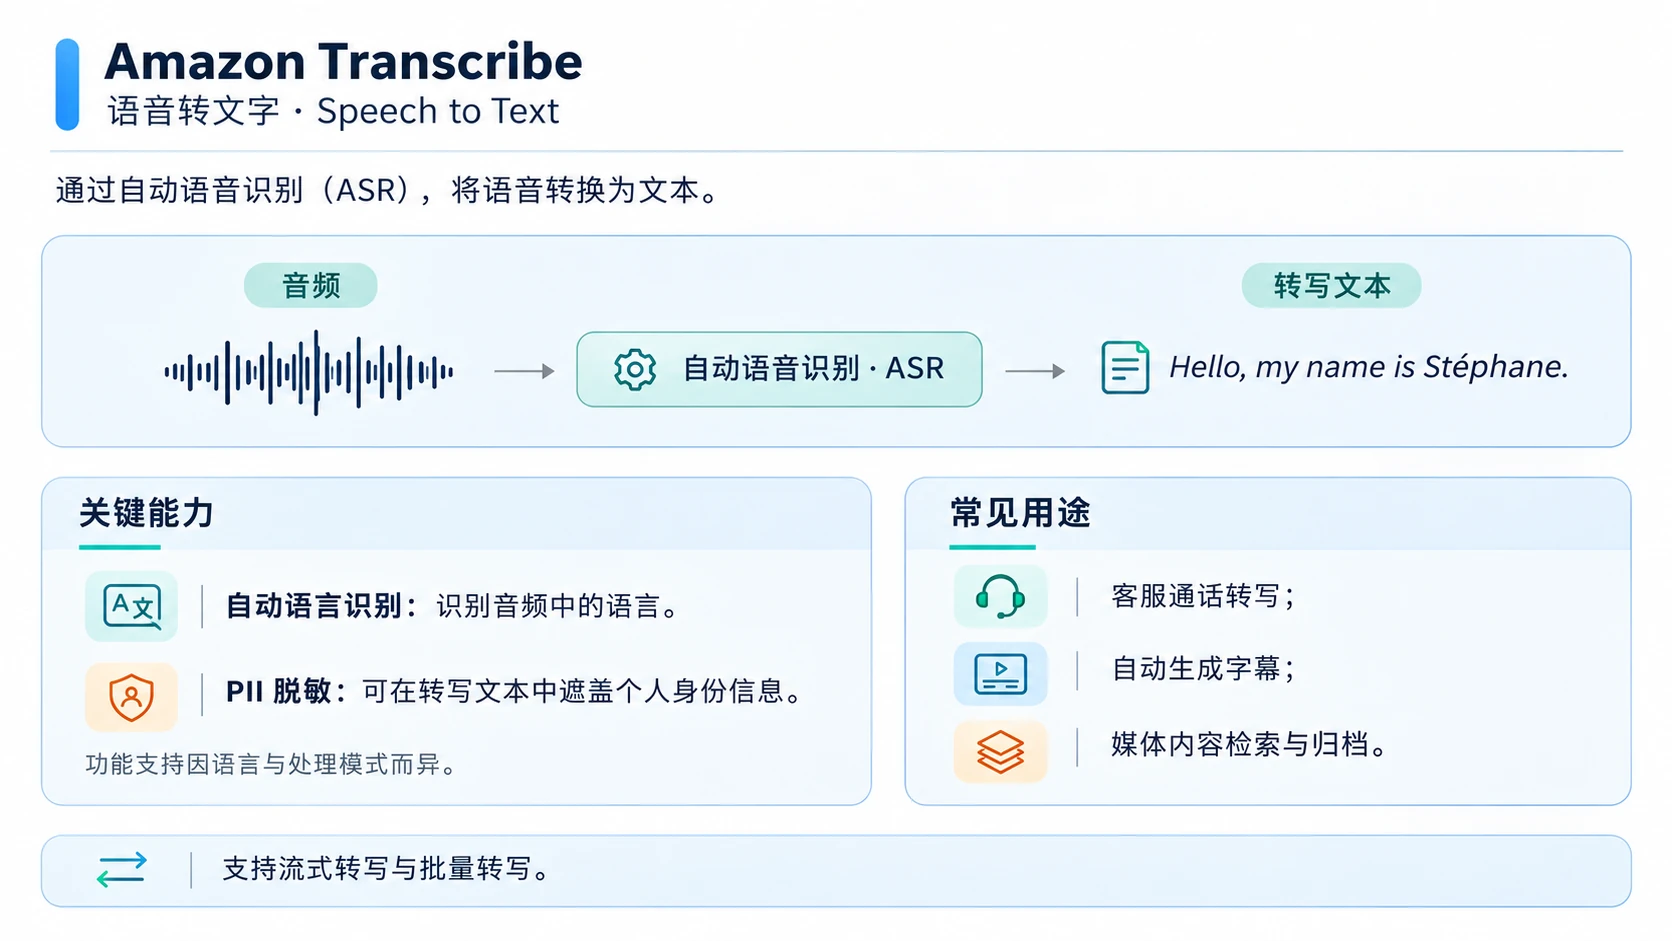 Amazon Transcribe
语音转文字 · Speech to Text
通过自动语音识别（ASR），将语音转换为文本。
音频
自动语音识别 · ASR
转写文本
Hello, my name is Stéphane.
关键能力
A文
自动语言识别：识别音频中的语言。
PII 脱敏：可在转写文本中遮盖个人身份信息。
功能支持因语言与处理模式而异。
常见用途
客服通话转写；
自动生成字幕；
媒体内容检索与归档。
支持流式转写与批量转写。